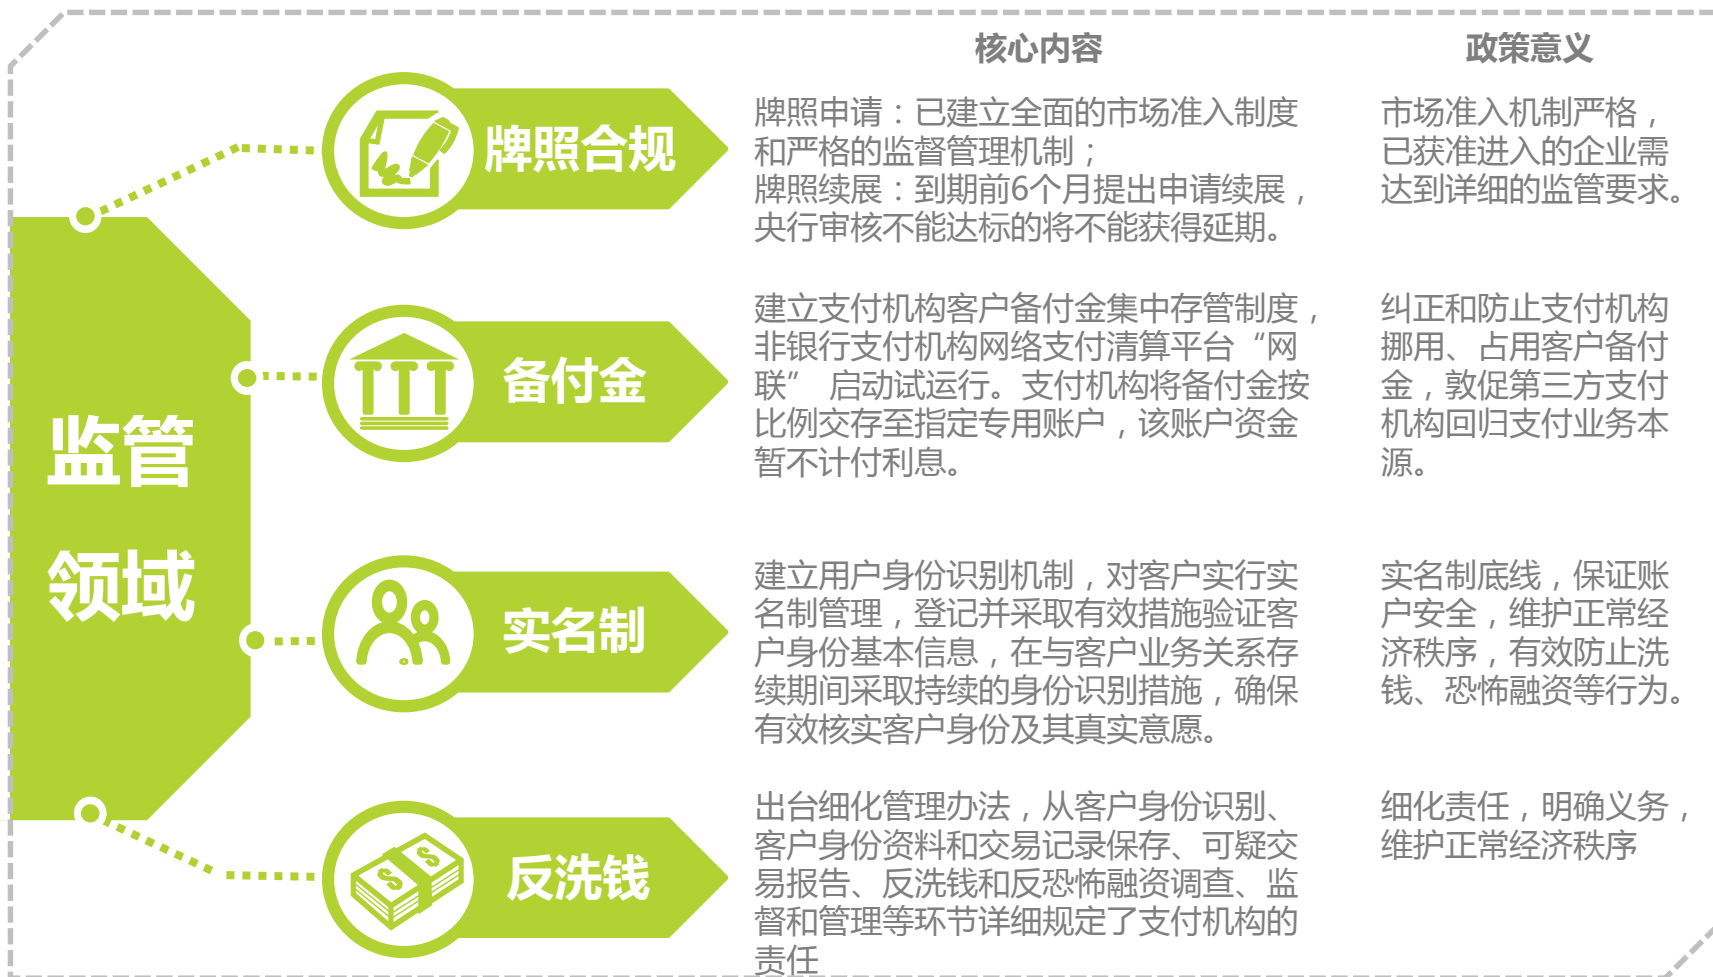 核心内容
政策意义
监管
领域
牌照合规
牌照申请：已建立全面的市场准入制度
和严格的监督管理机制；
牌照续展：到期前6个月提出申请续展，
央行审核不能达标的将不能获得延期。
市场准入机制严格，
已获准进入的企业需
达到详细的监管要求。
备付金
建立支付机构客户备付金集中存管制度，
非银行支付机构网络支付清算平台“网
联” 启动试运行。支付机构将备付金按
比例交存至指定专用账户，该账户资金
暂不计付利息。
纠正和防止支付机构
挪用、占用客户备付
金，敦促第三方支付
机构回归支付业务本
源。
实名制
建立用户身份识别机制，对客户实行实
名制管理，登记并采取有效措施验证客
户身份基本信息，在与客户业务关系存
续期间采取持续的身份识别措施，确保
有效核实客户身份及其真实意愿。
实名制底线，保证账
户安全，维护正常经
济秩序，有效防止洗
钱、恐怖融资等行为。
反洗钱
出台细化管理办法，从客户身份识别、
客户身份资料和交易记录保存、可疑交
易报告、反洗钱和反恐怖融资调查、监
督和管理等环节详细规定了支付机构的
责任
细化责任，明确义务，
维护正常经济秩序